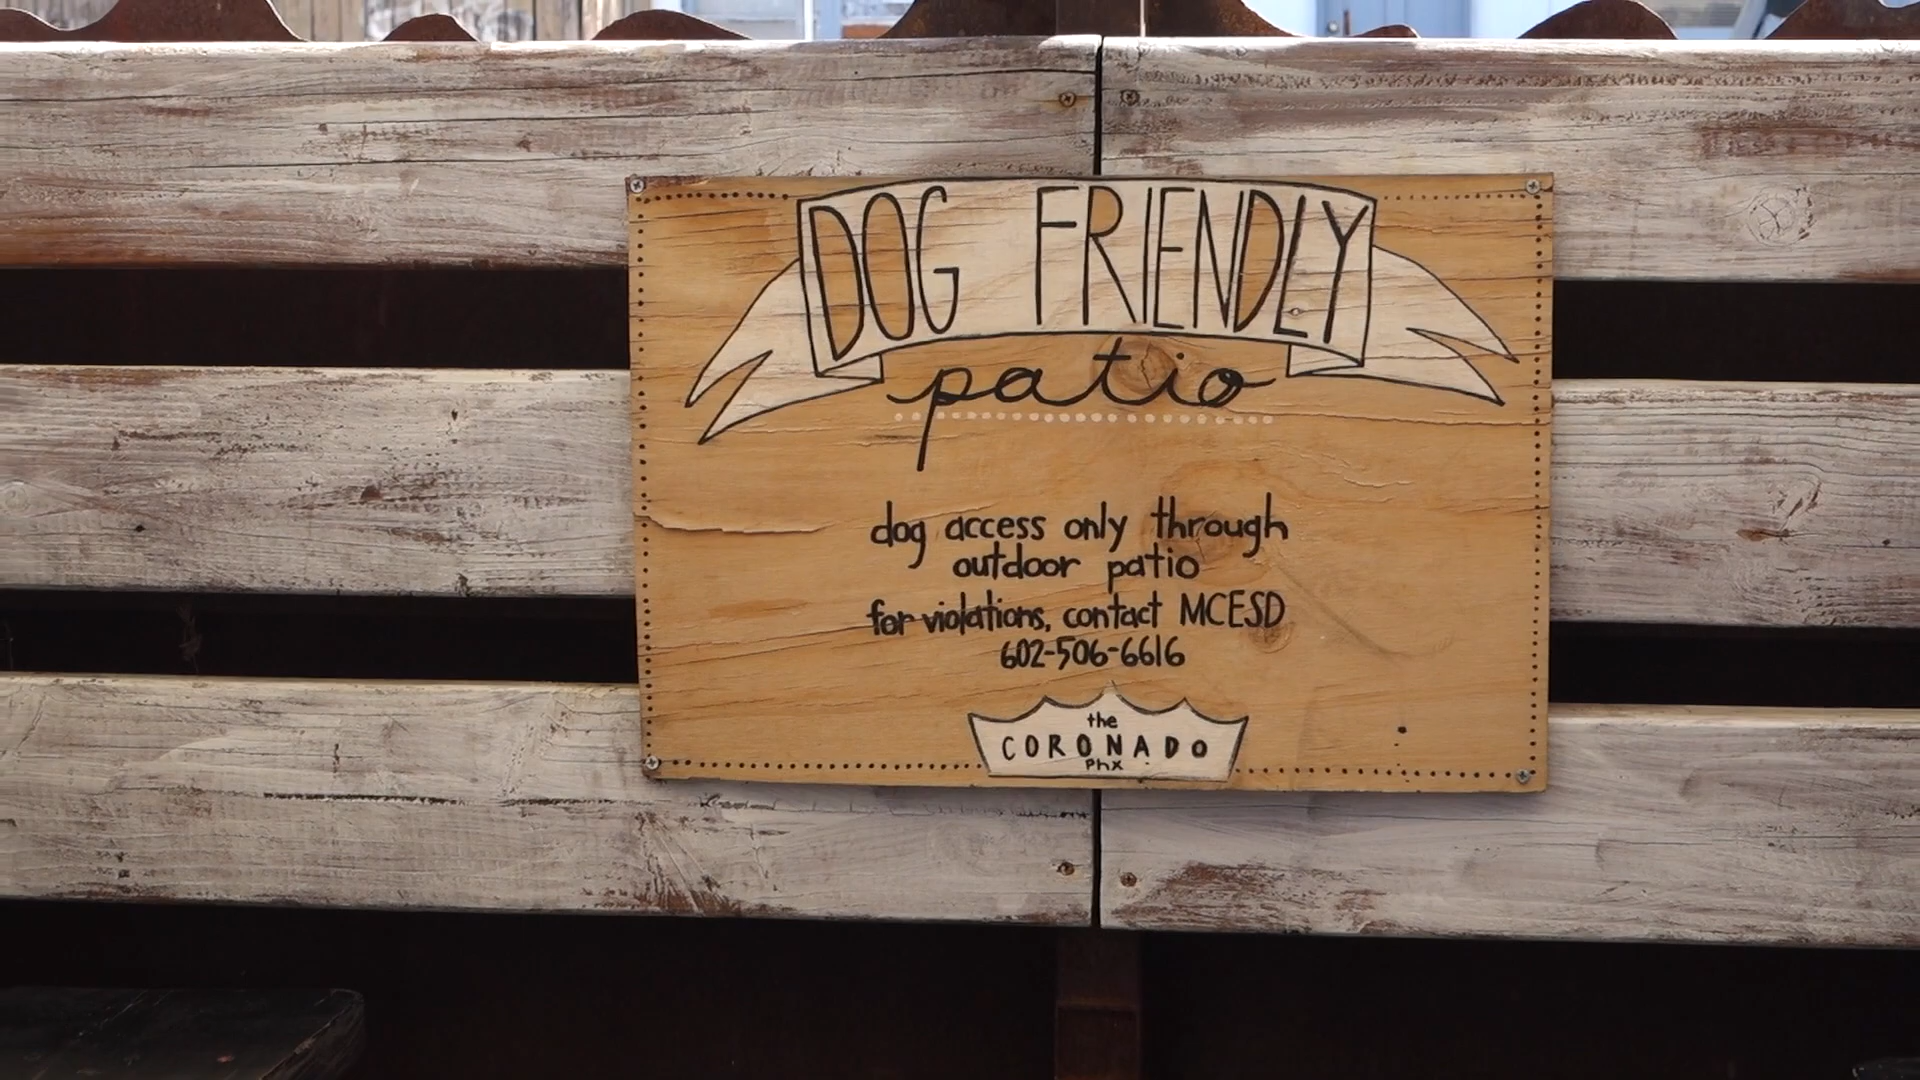 DOG FRIENDLY
patio
dog access only through
outdoor patio
for violations, contact MCESD
602-506-6616
the
CORONADO
Phx